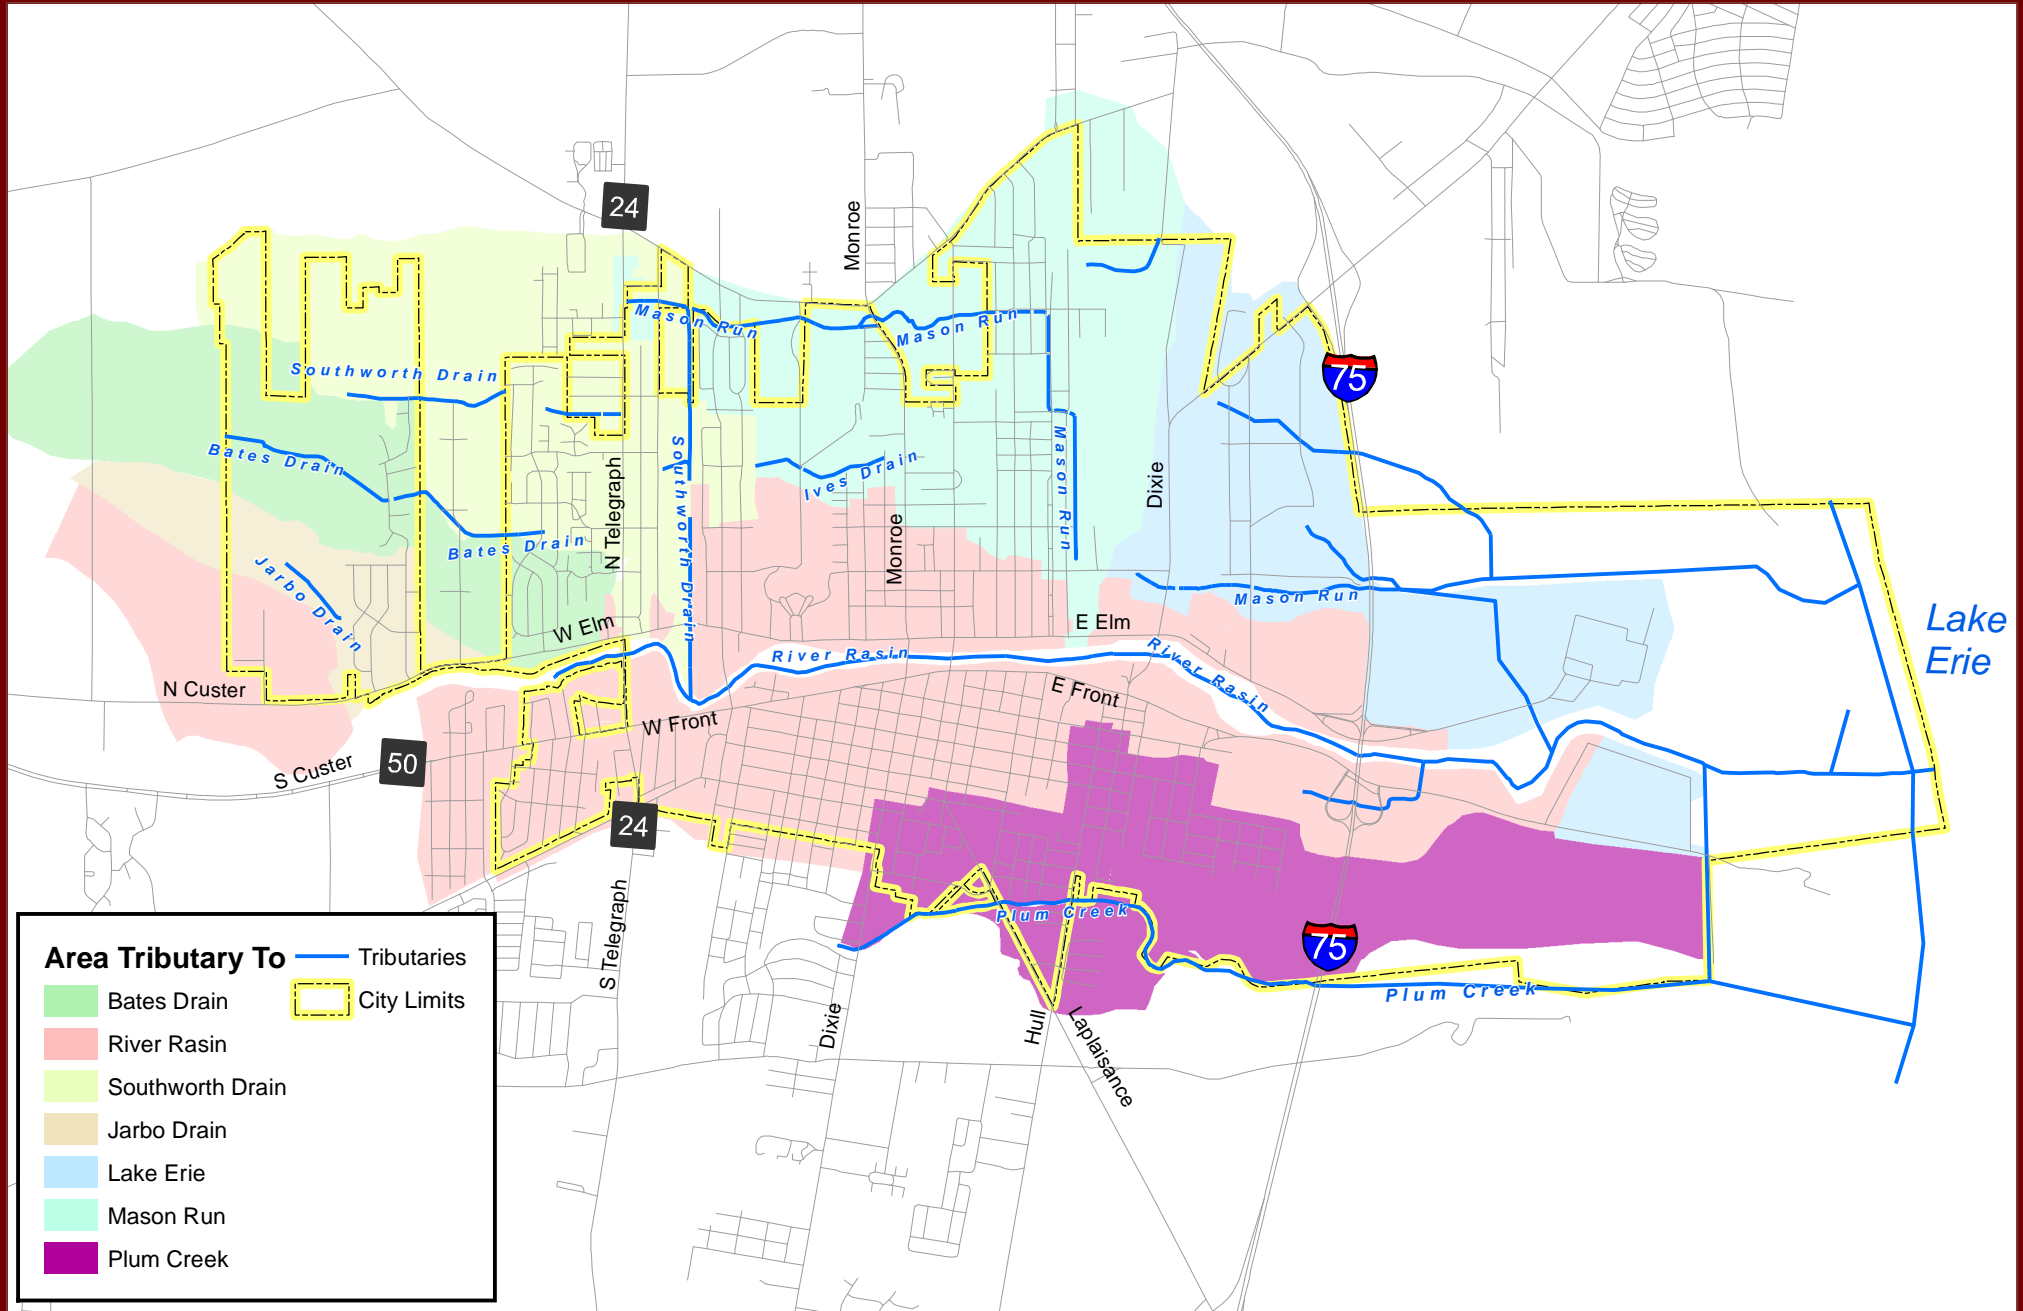 24
Monroe
Mason Run
Mason Run
75
Southworth Drain
Bates Drain
Southworth Drain
N Telegraph
Ives Drain
Mason Run
Dixie
Monroe
Bates Drain
Jarbo Drain
Mason Run
W Elm
E Elm
Lake
Erie
River Rasin
River Rasin
N Custer
E Front
W Front
S Custer
50
24
S Telegraph
Plum Creek
75
Plum Creek
Dixie
Hull
Laplaisance
Area Tributary To
Bates Drain
River Rasin
Southworth Drain
Jarbo Drain
Lake Erie
Mason Run
Plum Creek
Tributaries
City Limits